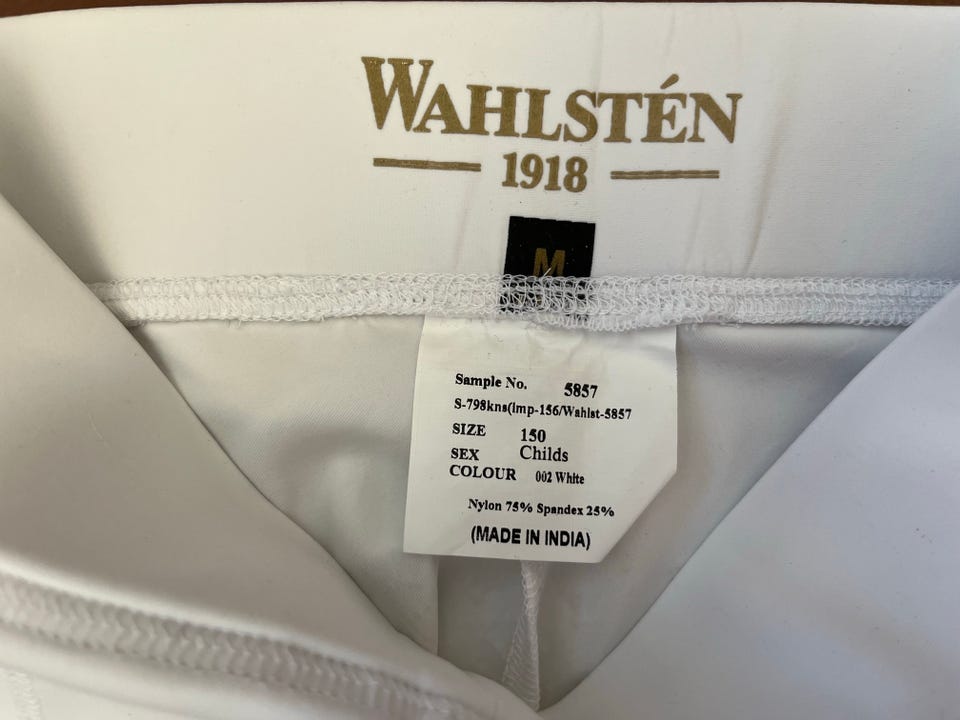 WAHLSTÉN
1918
M
Sample No. 5857
S-798kns(Imp-156/Wahlst-5857
SIZE 150
SEX Childs
COLOUR 002 White
Nylon 75% Spandex 25%
(MADE IN INDIA)